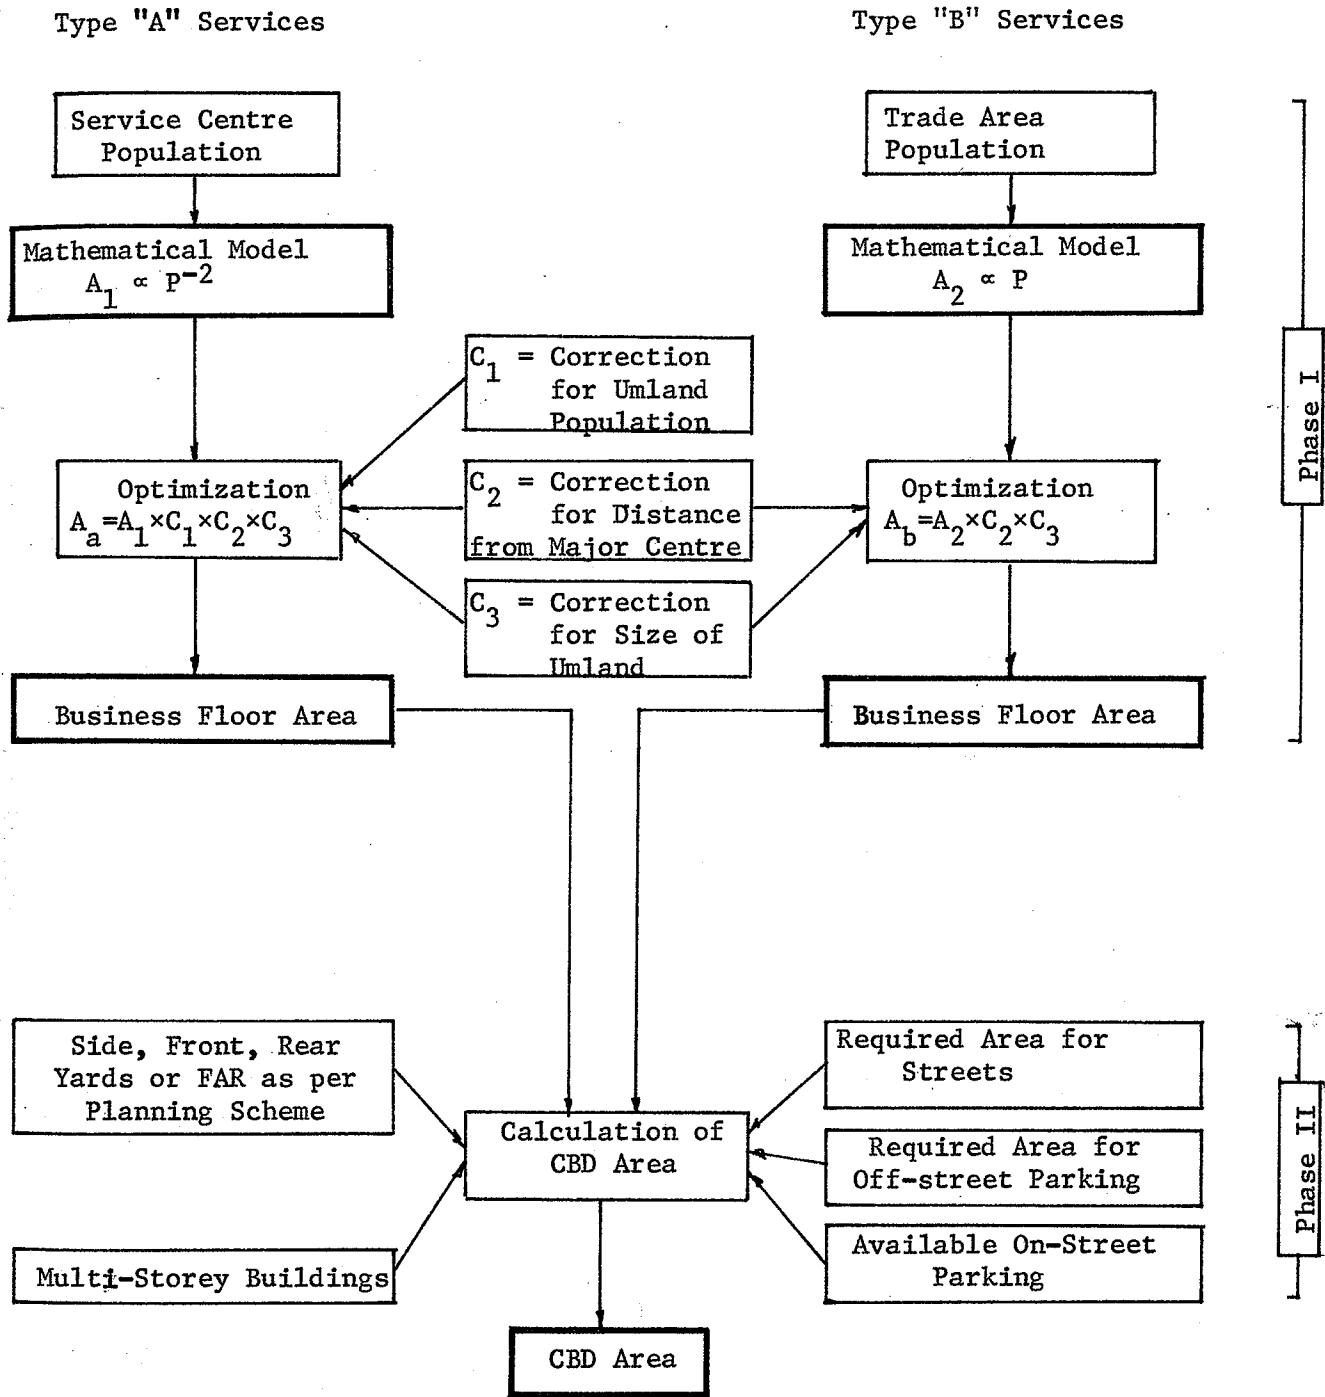 Type "A" Services
Type "B" Services
Service Centre
Population
Trade Area
Population
Mathematical Model
A₁ ∝ P⁻²
Mathematical Model
A₂ ∝ P
C₁ = Correction
for Umland
Population
Optimization
Aₐ=A₁×C₁×C₂×C₃
C₂ = Correction
for Distance
from Major Centre
Optimization
A_b=A₂×C₂×C₃
C₃ = Correction
for Size of
Umland
Business Floor Area
Business Floor Area
Phase I
Side, Front, Rear
Yards or FAR as per
Planning Scheme
Required Area for
Streets
Calculation of
CBD Area
Required Area for
Off-street Parking
Multi-Storey Buildings
Available On-Street
Parking
Phase II
CBD Area